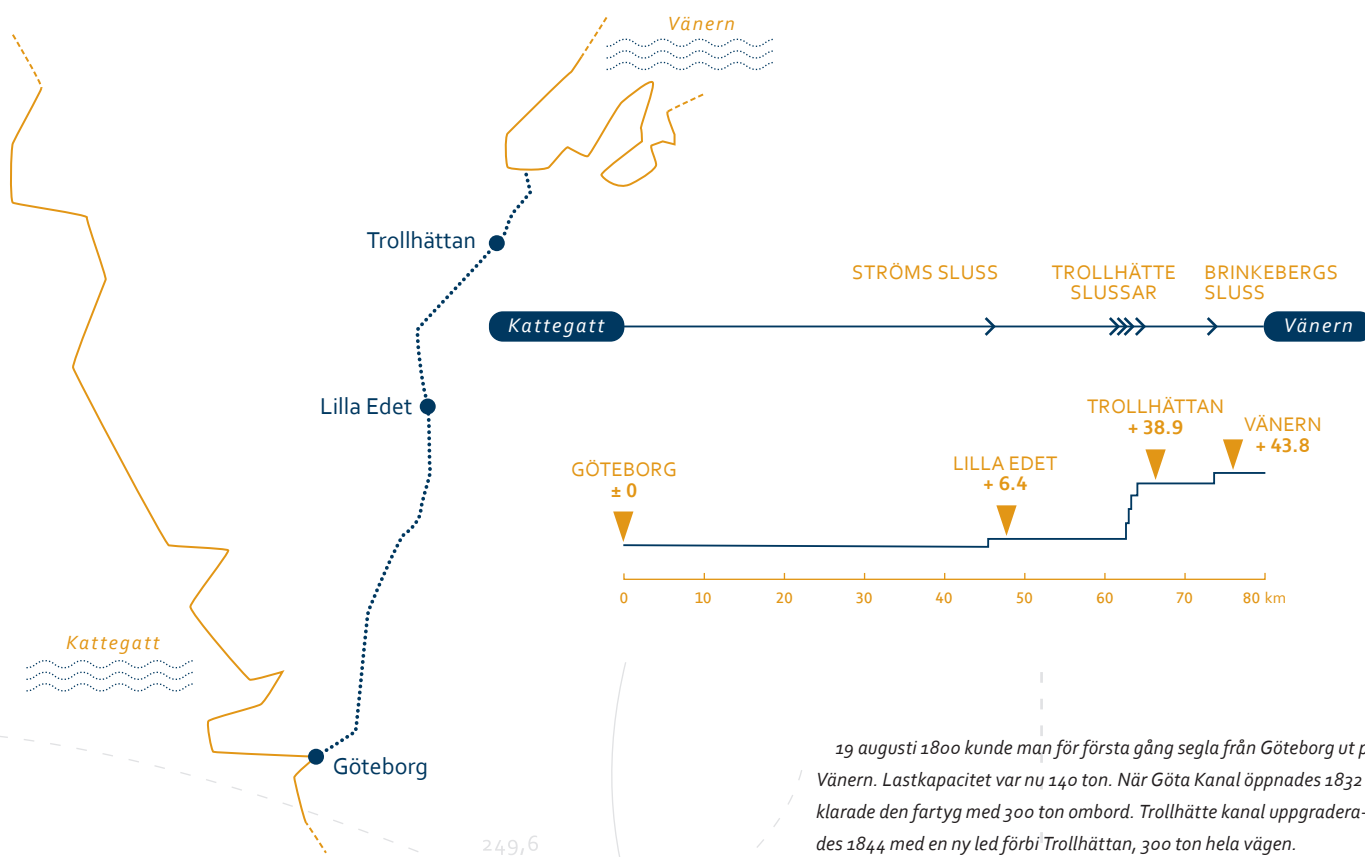 Vänern
Trollhättan
Lilla Edet
Kattegatt
Göteborg
STRÖMS SLUSS
TROLLHÄTTE
SLUSSAR
BRINKEBERGS
SLUSS
Kattegatt
Vänern
GÖTEBORG
± 0
LILLA EDET
+ 6.4
TROLLHÄTTAN
+ 38.9
VÄNERN
+ 43.8
0 10 20 30 40 50 60 70 80 km
249,6
19 augusti 1800 kunde man för första gång segla från Göteborg ut
Vänern. Lastkapacitet var nu 140 ton. När Göta Kanal öppnades 1832
klarade den fartyg med 300 ton ombord. Trollhätte kanal uppgradera-
des 1844 med en ny led förbi Trollhättan, 300 ton hela vägen.